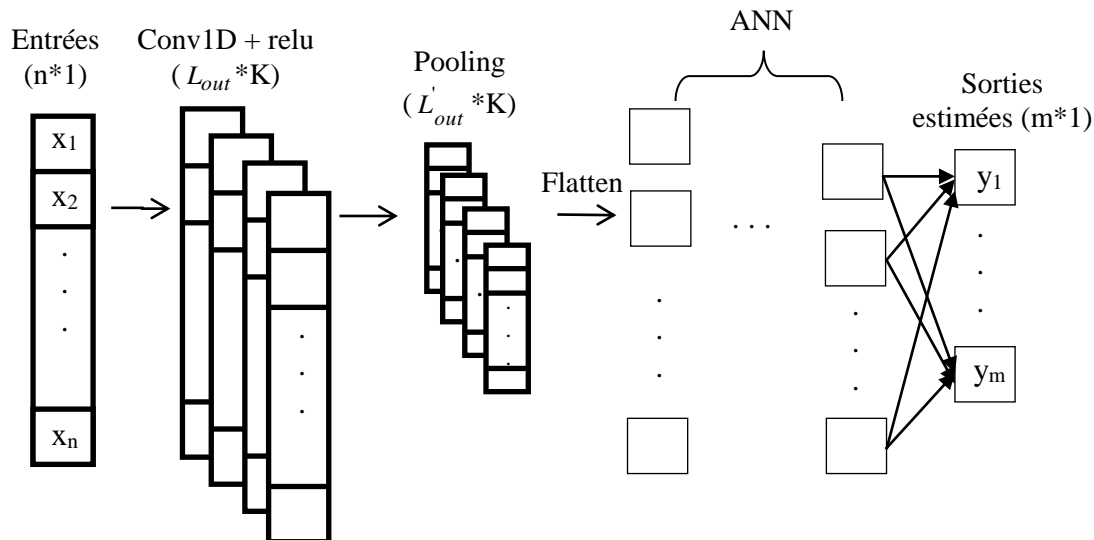 Entrées
(n*1)
Conv1D + relu
(L_out*K)
Pooling
(L'_out*K)
ANN
Sorties
estimées (m*1)
x1
x2
.
.
.
xn
Flatten
. . .
y1
.
.
.
ym